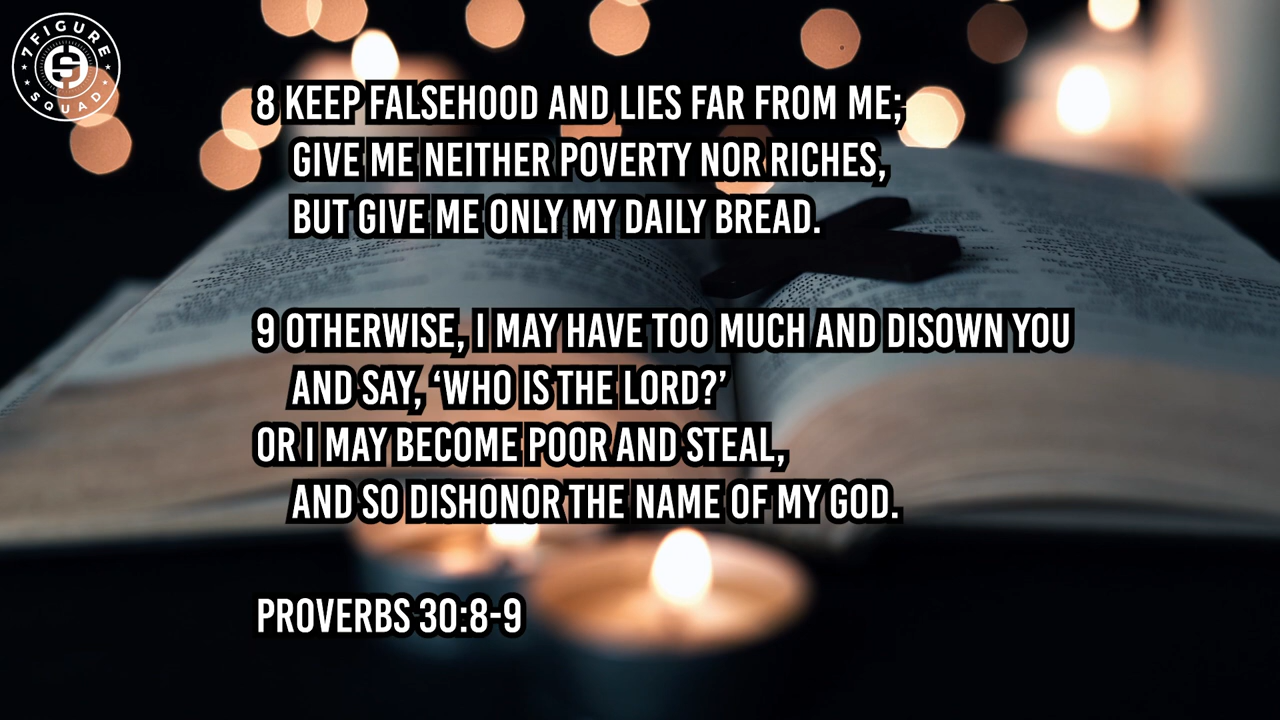 7FIGURE
SQUAD
8 KEEP FALSEHOOD AND LIES FAR FROM ME;
GIVE ME NEITHER POVERTY NOR RICHES,
BUT GIVE ME ONLY MY DAILY BREAD.
9 OTHERWISE, I MAY HAVE TOO MUCH AND DISOWN YOU
AND SAY, ‘WHO IS THE LORD?’
OR I MAY BECOME POOR AND STEAL,
AND SO DISHONOR THE NAME OF MY GOD.
PROVERBS 30:8-9